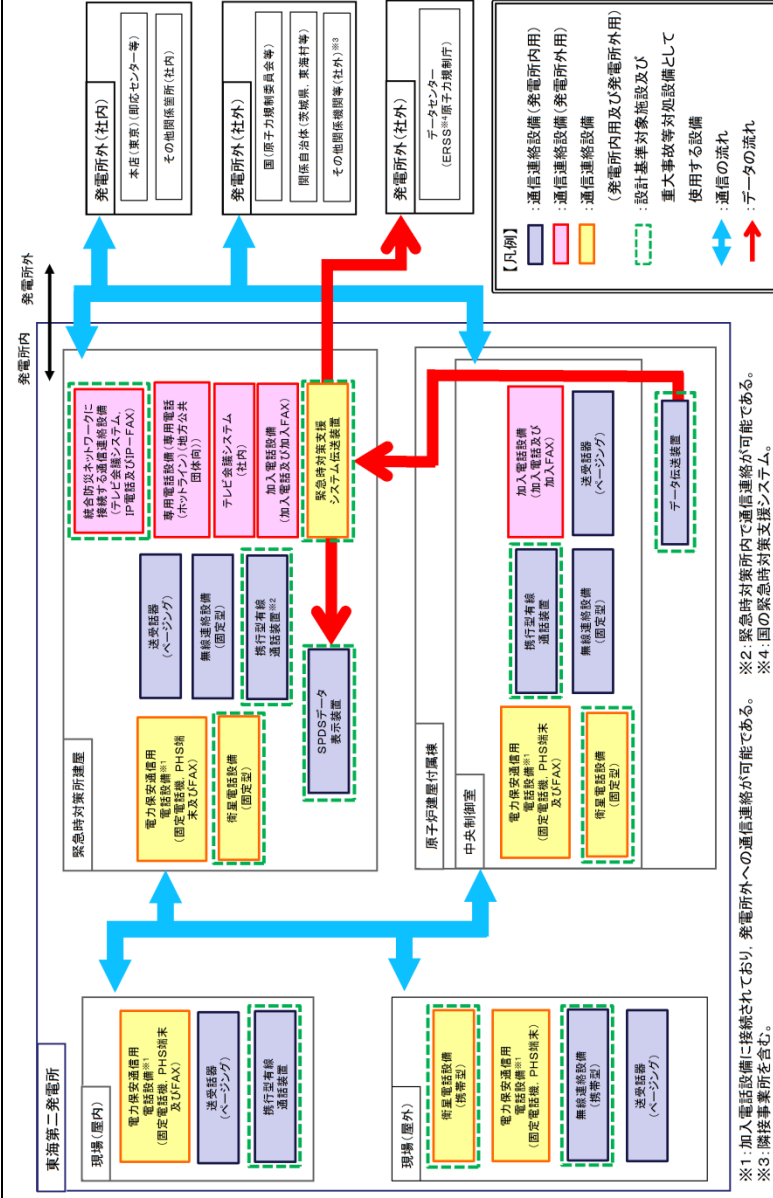 東海第二発電所
発電所内
発電所外
現場(屋内)
電力保安通信用
電話設備※1
(固定電話機、PHS端末
及びFAX)
送受話器
(ページング)
携行型有線
通話装置
現場(屋外)
衛星電話設備
(携帯型)
電力保安通信用
電話設備※1
(固定電話機、PHS端末)
無線連絡設備
(携帯型)
送受話器
(ページング)
緊急時対策所建屋
電力保安通信用
電話設備※1
(固定電話機、PHS端
末及びFAX)
衛星電話設備
(固定型)
送受話器
(ページング)
無線連絡設備
(固定型)
携行型有線
通話装置※2
SPDSデータ
表示装置
統合防災ネットワークに
接続する通信連絡設備
(テレビ会議システム、
IP電話及びIP-FAX)
専用電話設備(専用電話
(ホットライン)(地方公共
団体向))
テレビ会議システム
(社内)
加入電話設備
(加入電話及び加入FAX)
緊急時対策支援
システム伝送装置
原子炉建屋付属棟
中央制御室
電力保安通信用
電話設備※1
(固定電話機、PHS端末
及びFAX)
衛星電話設備
(固定型)
携行型有線
通話装置
無線連絡設備
(固定型)
加入電話設備
(加入電話及び
加入FAX)
送受話器
(ページング)
データ伝送装置
発電所外(社内)
本店(東京)(即応センター等)
その他関係箇所(社内)
発電所外(社外)
国(原子力規制委員会等)
関係自治体(茨城県、東海村等)
その他関係機関等(社外)※3
発電所外(社外)
データセンター
(ERSS※4原子力規制庁)
【凡例】
:通信連絡設備(発電所内用)
:通信連絡設備(発電所外用)
:通信連絡設備
(発電所内用及び発電所外用)
:設計基準対象施設及び
重大事故等対処設備として
使用する設備
:通信の流れ
:データの流れ
※1:加入電話設備に接続されており、発電所外への通信連絡が可能である。
※2:緊急時対策所内で通信連絡が可能である。
※3:隣接事業所を含む。
※4:国の緊急時対策支援システム。